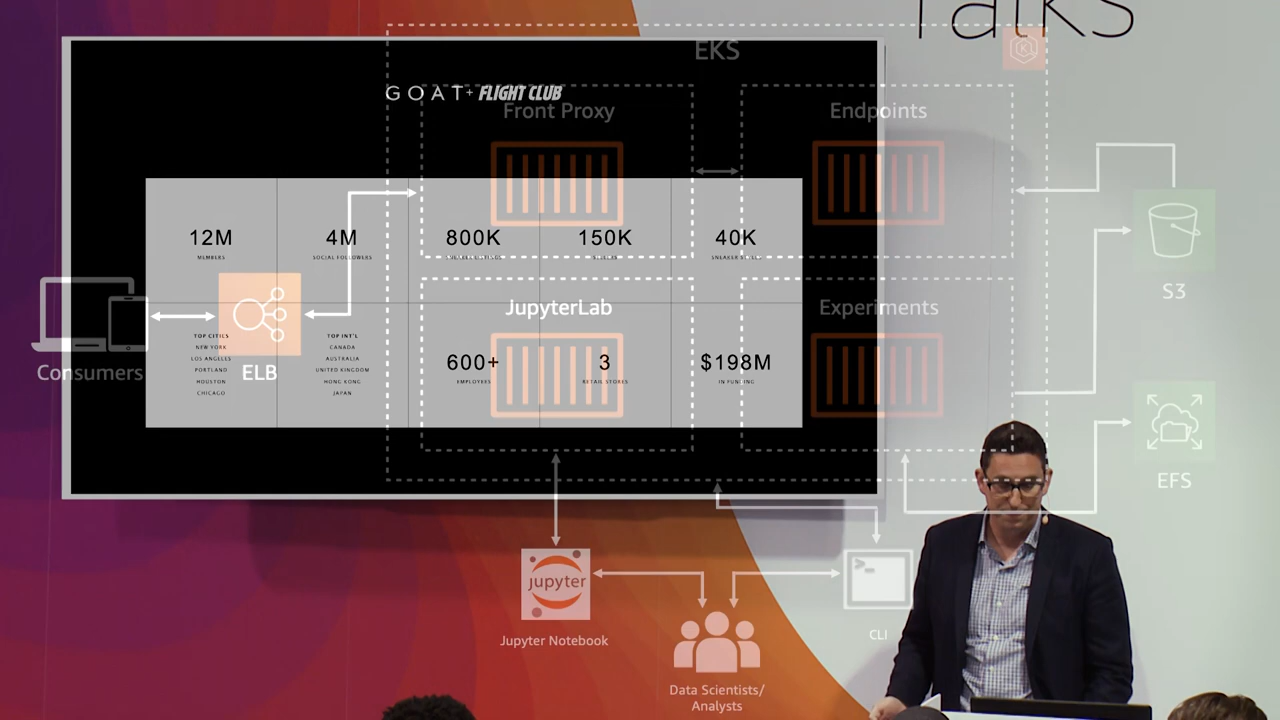 Talks
EKS
GOAT + FLIGHT CLUB
Front Proxy
Endpoints
12M
MEMBERS
4M
SOCIAL FOLLOWERS
800K
150K
40K
S3
JupyterLab
Experiments
TOP CITIES
NEW YORK
LOS ANGELES
PORTLAND
HOUSTON
CHICAGO
TOP INT'L
CANADA
AUSTRALIA
UNITED KINGDOM
HONG KONG
JAPAN
600+
EMPLOYEES
3
RETAIL STORES
$198M
IN FUNDING
Consumers
ELB
EFS
jupyter
Jupyter Notebook
>_
CLI
Data Scientists/
Analysts